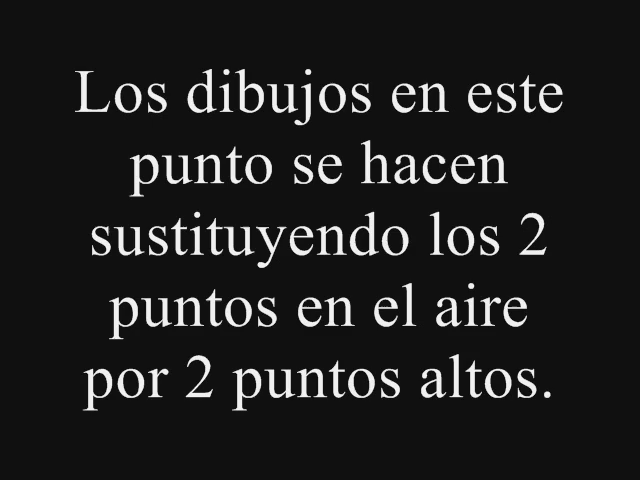 Los dibujos en este
punto se hacen
sustituyendo los 2
puntos en el aire
por 2 puntos altos.